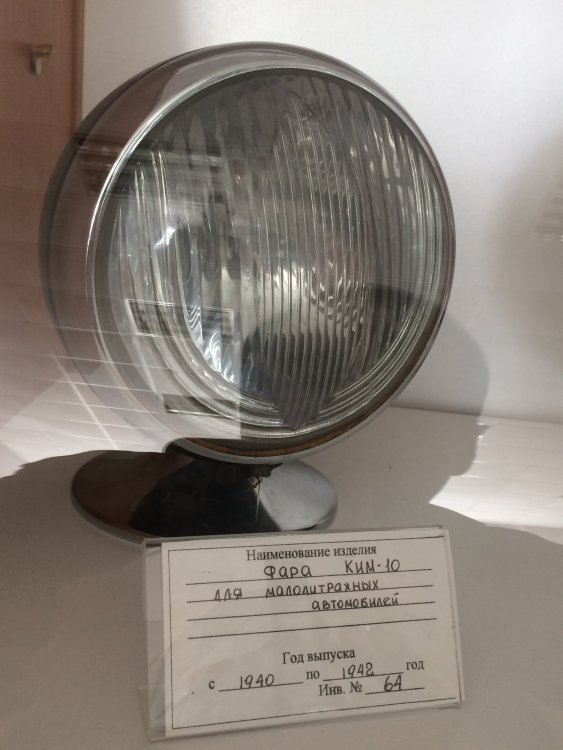 Наименование изделия
Фара КИМ-10
для малолитражных
автомобилей
Год выпуска
с 1940 по 1942 год
Инв. № 64